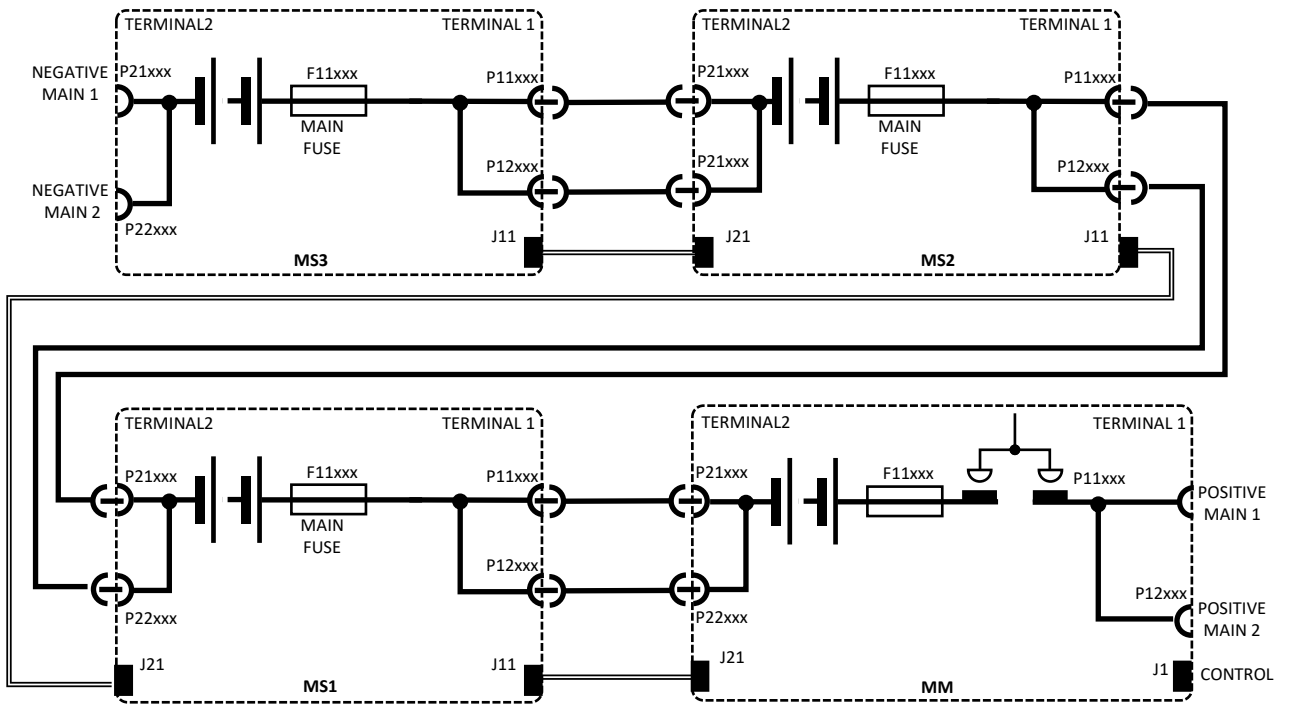 TERMINAL2
TERMINAL 1
NEGATIVE
MAIN 1
P21xxx
F11xxx
MAIN
FUSE
P11xxx
P12xxx
NEGATIVE
MAIN 2
P22xxx
J11
MS3
TERMINAL2
TERMINAL 1
P21xxx
F11xxx
MAIN
FUSE
P11xxx
P21xxx
P12xxx
J21
J11
MS2
TERMINAL2
TERMINAL 1
P21xxx
F11xxx
MAIN
FUSE
P11xxx
P12xxx
P22xxx
J21
J11
MS1
TERMINAL2
TERMINAL 1
P21xxx
F11xxx
P11xxx
POSITIVE
MAIN 1
P12xxx
POSITIVE
MAIN 2
P22xxx
J21
J1
CONTROL
MM